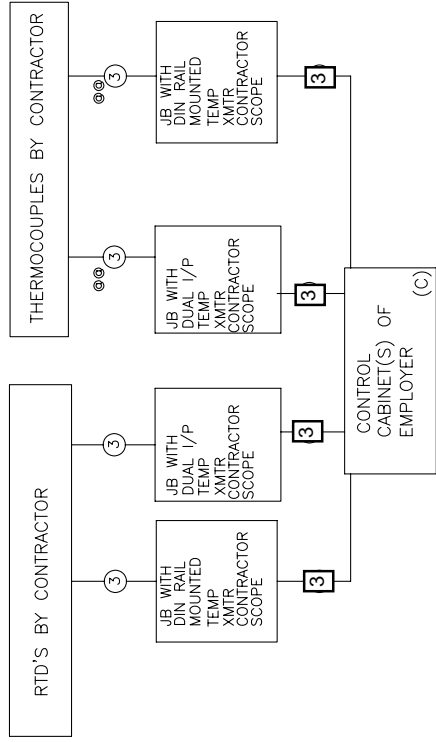 RTD'S BY CONTRACTOR
THERMOCOUPLES BY CONTRACTOR
3
3
@@
3
@@
3
JB WITH
DIN RAIL
MOUNTED
TEMP
XMTR
CONTRACTOR
SCOPE
JB WITH
DUAL I/P
TEMP
XMTR
CONTRACTOR
SCOPE
JB WITH
DUAL I/P
TEMP
XMTR
CONTRACTOR
SCOPE
JB WITH
DIN RAIL
MOUNTED
TEMP
XMTR
CONTRACTOR
SCOPE
3
3
3
3
CONTROL
CABINET(S) OF
EMPLOYER
(C)